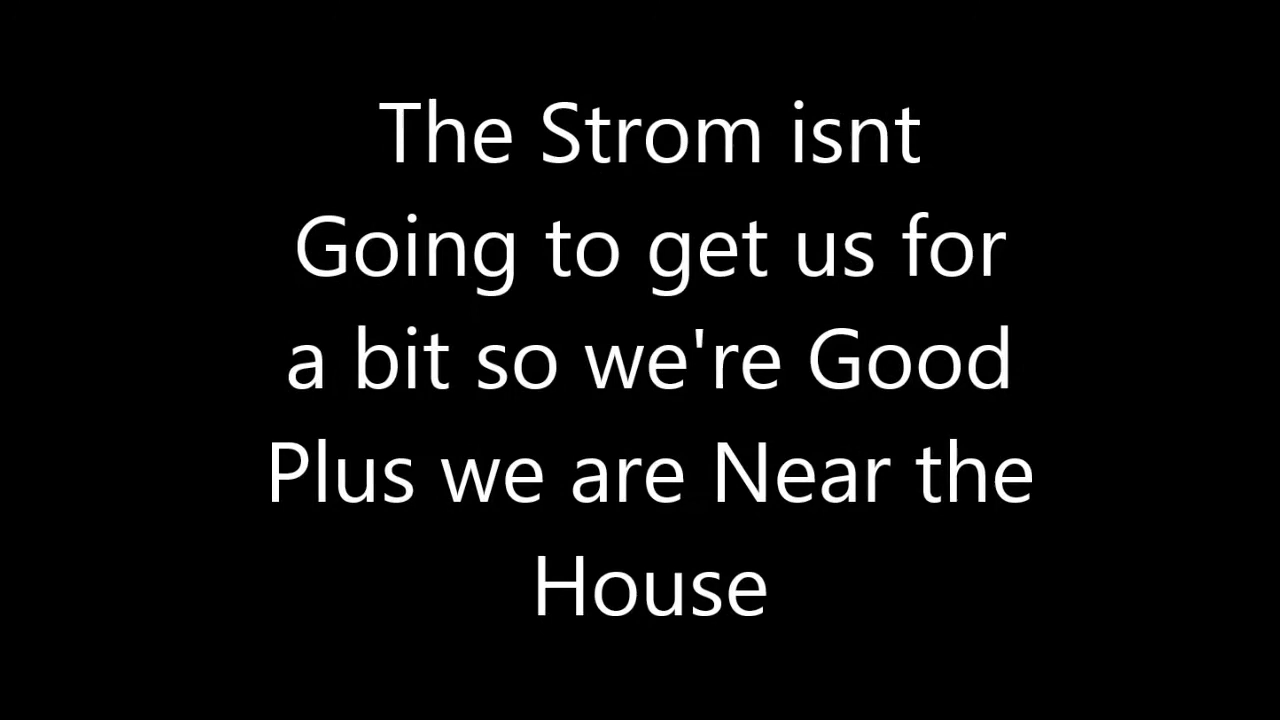 The Strom isnt
Going to get us for
a bit so we're Good
Plus we are Near the
House